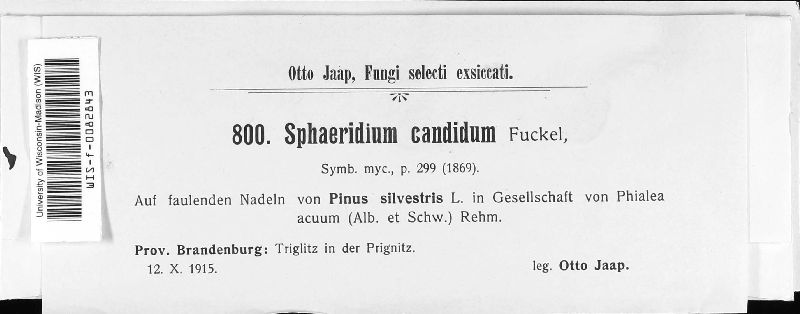 Otto Jaap, Fungi selecti exsiccati.
800. Sphaeridium candidum Fuckel,
Symb. myc., p. 299 (1869).
Auf faulenden Nadeln von Pinus silvestris L. in Gesellschaft von Phialea
acuum (Alb. et Schw.) Rehm.
Prov. Brandenburg: Triglitz in der Prignitz.
12. X. 1915. leg. Otto Jaap.
University of Wisconsin-Madison (WIS)
WIS-f-0082843